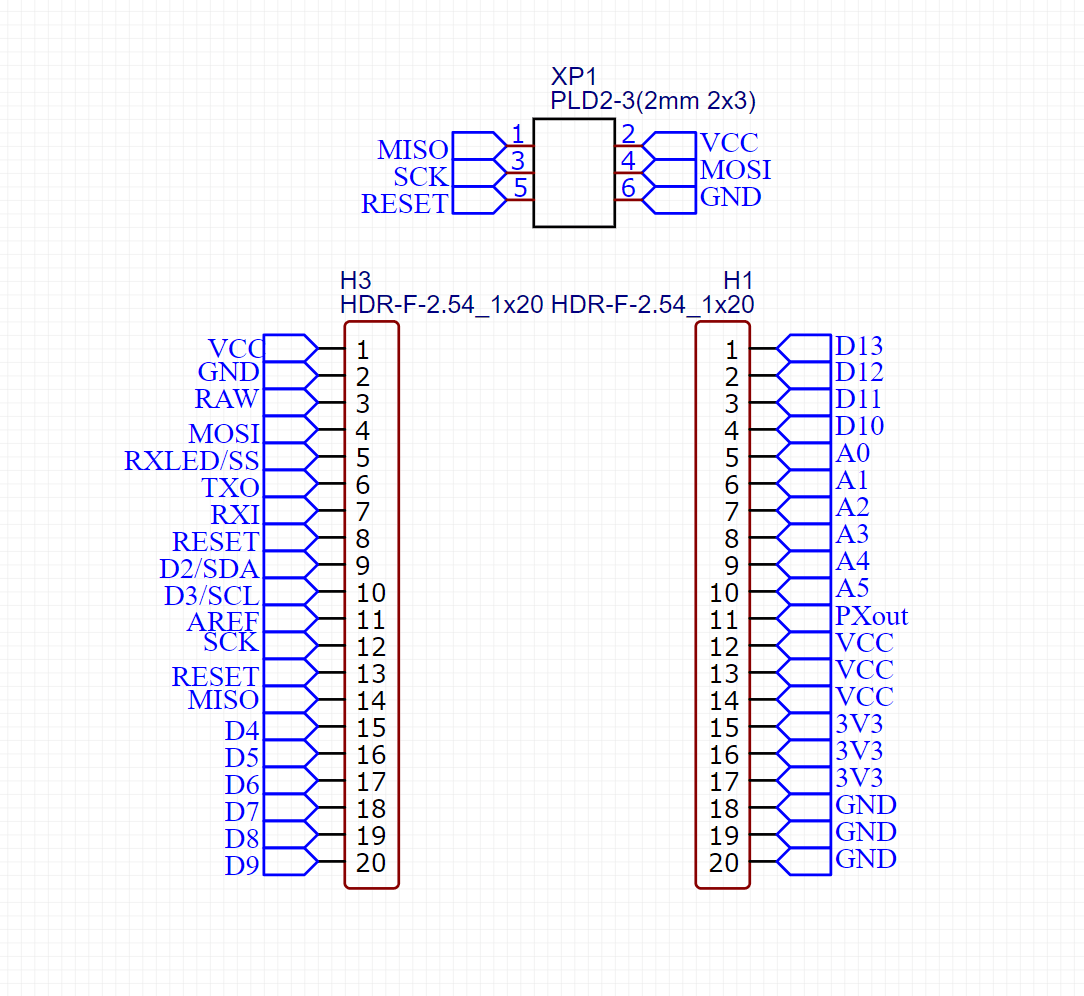 XP1
PLD2-3(2mm 2x3)
MISO 1 2 VCC
SCK 3 4 MOSI
RESET 5 6 GND
H3 H1
HDR-F-2.54_1x20 HDR-F-2.54_1x20
VCC 1 1 D13
GND 2 2 D12
RAW 3 3 D11
MOSI 4 4 D10
RXLED/SS 5 5 A0
TXO 6 6 A1
RXI 7 7 A2
RESET 8 8 A3
D2/SDA 9 9 A4
D3/SCL 10 10 A5
AREF 11 11 PXout
SCK 12 12 VCC
RESET 13 13 VCC
MISO 14 14 VCC
D4 15 15 3V3
D5 16 16 3V3
D6 17 17 3V3
D7 18 18 GND
D8 19 19 GND
D9 20 20 GND